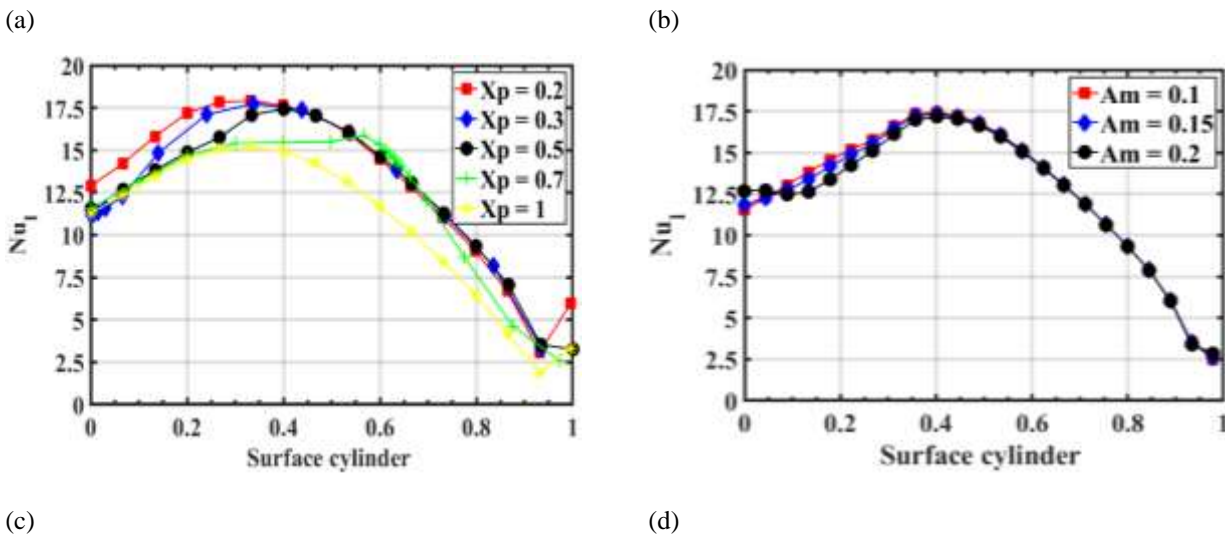 (a)
(b)
20
17.5
15
12.5
10
7.5
5
2.5
0
Nu1
0 0.2 0.4 0.6 0.8 1
Surface cylinder
Xp = 0.2
Xp = 0.3
Xp = 0.5
Xp = 0.7
Xp = 1
20
17.5
15
12.5
10
7.5
5
2.5
0
Nu1
0 0.2 0.4 0.6 0.8 1
Surface cylinder
Am = 0.1
Am = 0.15
Am = 0.2
(c)
(d)